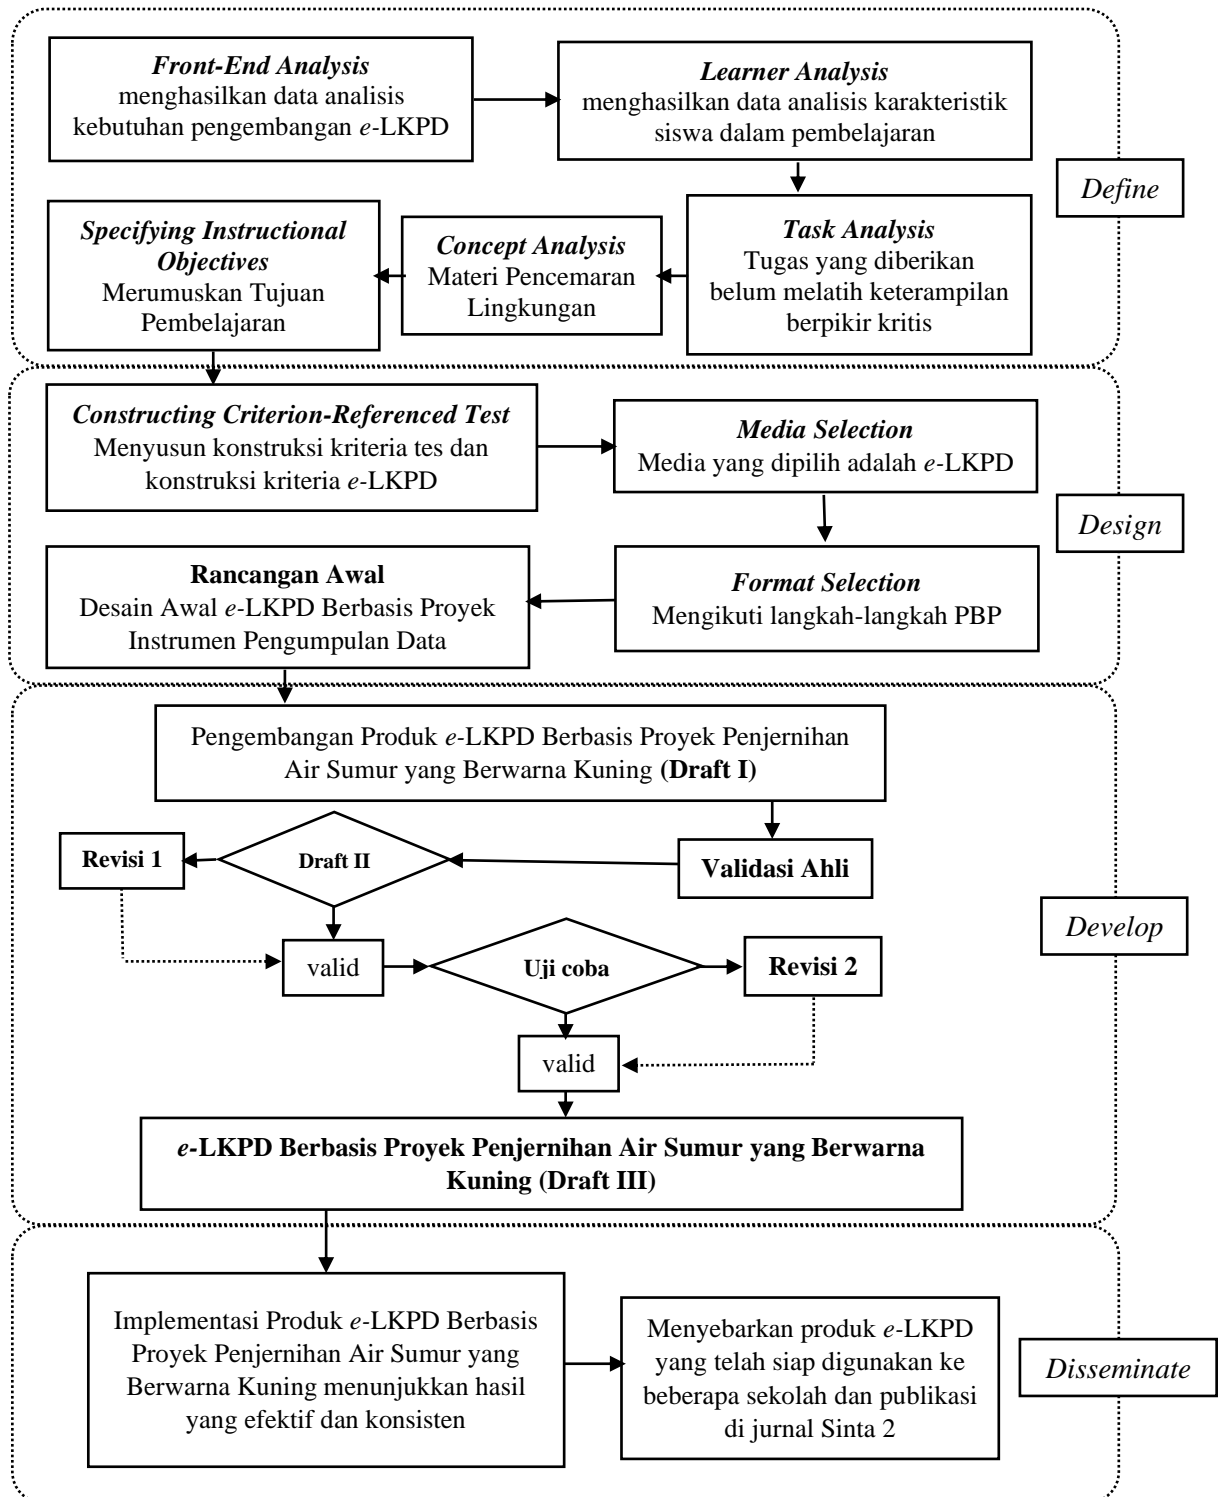 Front-End Analysis
menghasilkan data analisis
kebutuhan pengembangan e-LKPD
Learner Analysis
menghasilkan data analisis karakteristik
siswa dalam pembelajaran
Define
Task Analysis
Tugas yang diberikan
belum melatih keterampilan
berpikir kritis
Concept Analysis
Materi Pencemaran
Lingkungan
Specifying Instructional
Objectives
Merumuskan Tujuan
Pembelajaran
Constructing Criterion-Referenced Test
Menyusun konstruksi kriteria tes dan
konstruksi kriteria e-LKPD
Media Selection
Media yang dipilih adalah e-LKPD
Design
Format Selection
Mengikuti langkah-langkah PBP
Rancangan Awal
Desain Awal e-LKPD Berbasis Proyek
Instrumen Pengumpulan Data
Pengembangan Produk e-LKPD Berbasis Proyek Penjernihan
Air Sumur yang Berwarna Kuning (Draft I)
Validasi Ahli
Draft II
Revisi 1
Develop
valid
Uji coba
Revisi 2
valid
e-LKPD Berbasis Proyek Penjernihan Air Sumur yang Berwarna
Kuning (Draft III)
Implementasi Produk e-LKPD Berbasis
Proyek Penjernihan Air Sumur yang
Berwarna Kuning menunjukkan hasil
yang efektif dan konsisten
Menyebarkan produk e-LKPD
yang telah siap digunakan ke
beberapa sekolah dan publikasi
di jurnal Sinta 2
Disseminate